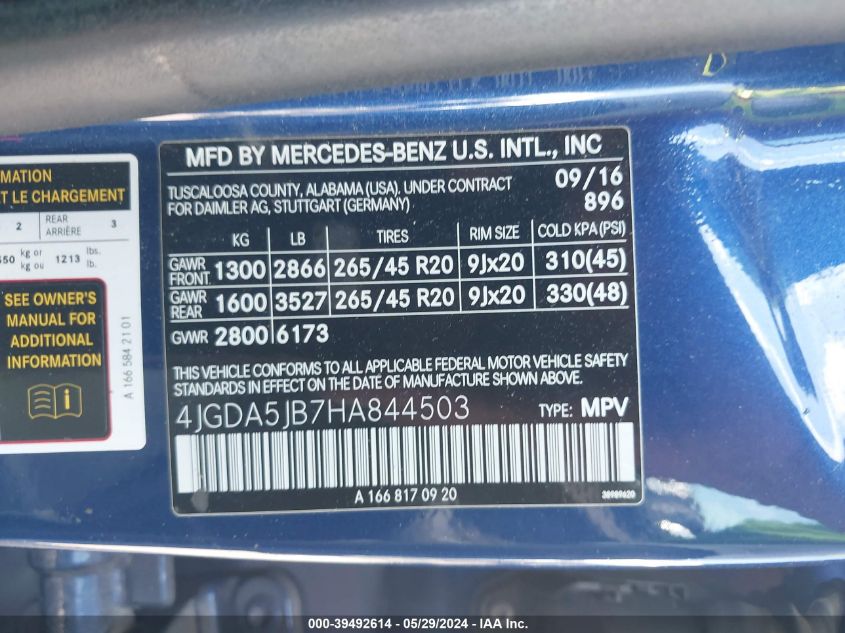 MFD BY MERCEDES-BENZ U.S. INTL., INC
TUSCALOOSA COUNTY, ALABAMA (USA), UNDER CONTRACT
FOR DAIMLER AG, STUTTGART (GERMANY)
09/16
896
KG LB TIRES RIM SIZE COLD KPA(PSI)
GAWR FRONT 1300 2866 265/45 R20 9Jx20 310(45)
GAWR REAR 1600 3527 265/45 R20 9Jx20 330(48)
GVWR 2800 6173
THIS VEHICLE CONFORMS TO ALL APPLICABLE FEDERAL MOTOR VEHICLE SAFETY
STANDARDS IN EFFECT ON THE DATE OF MANUFACTURE SHOWN ABOVE.
4JGDA5JB7HA844503 TYPE: MPV
A 166 817 09 20
38989620
LE CHARGEMENT
2 REAR ARRIÈRE 3
kg or kg ou 1213 lbs. lb.
SEE OWNER'S
MANUAL FOR
ADDITIONAL
INFORMATION
A 166 584 21 01
000-39492614 - 05/29/2024 - IAA, Inc.